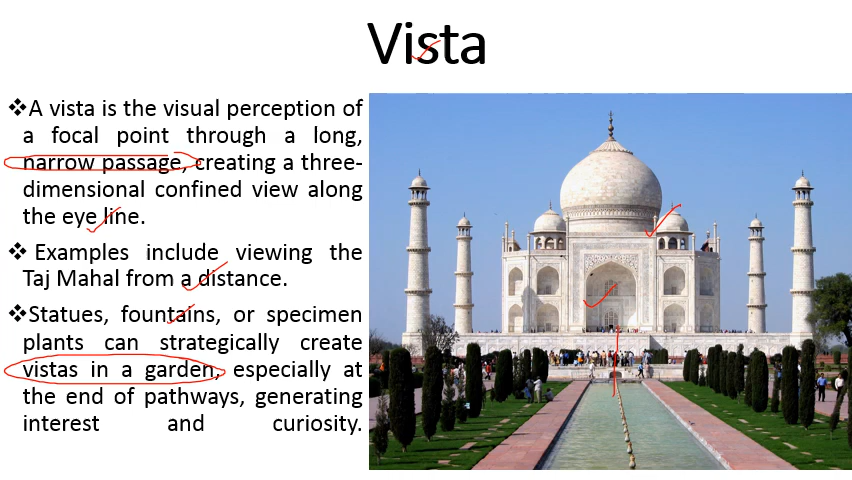 Vista
❖A vista is the visual perception of
a focal point through a long,
narrow passage, creating a three-
dimensional confined view along
the eye line.
❖ Examples include viewing the
Taj Mahal from a distance.
❖Statues, fountains, or specimen
plants can strategically create
vistas in a garden, especially at
the end of pathways, generating
interest and curiosity.